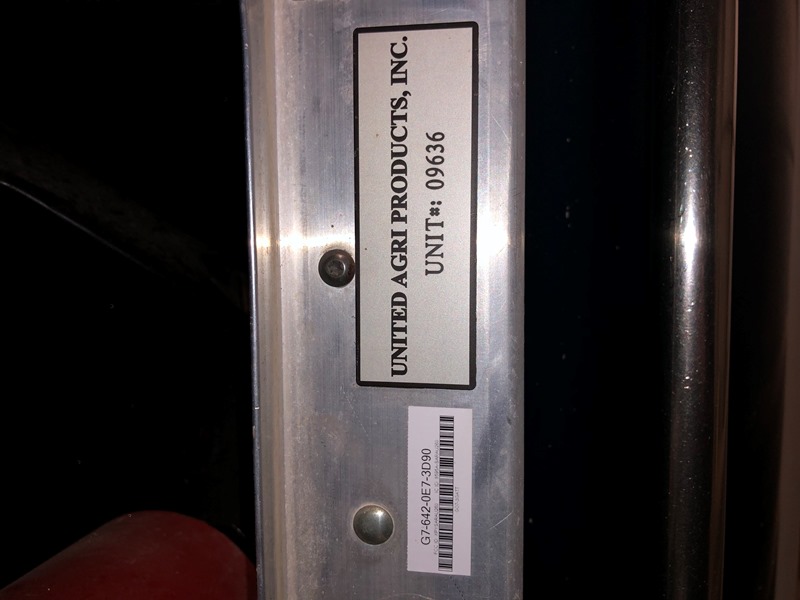 UNITED AGRI PRODUCTS, INC.
UNIT#: 09636
G7-642-0E7-3D90